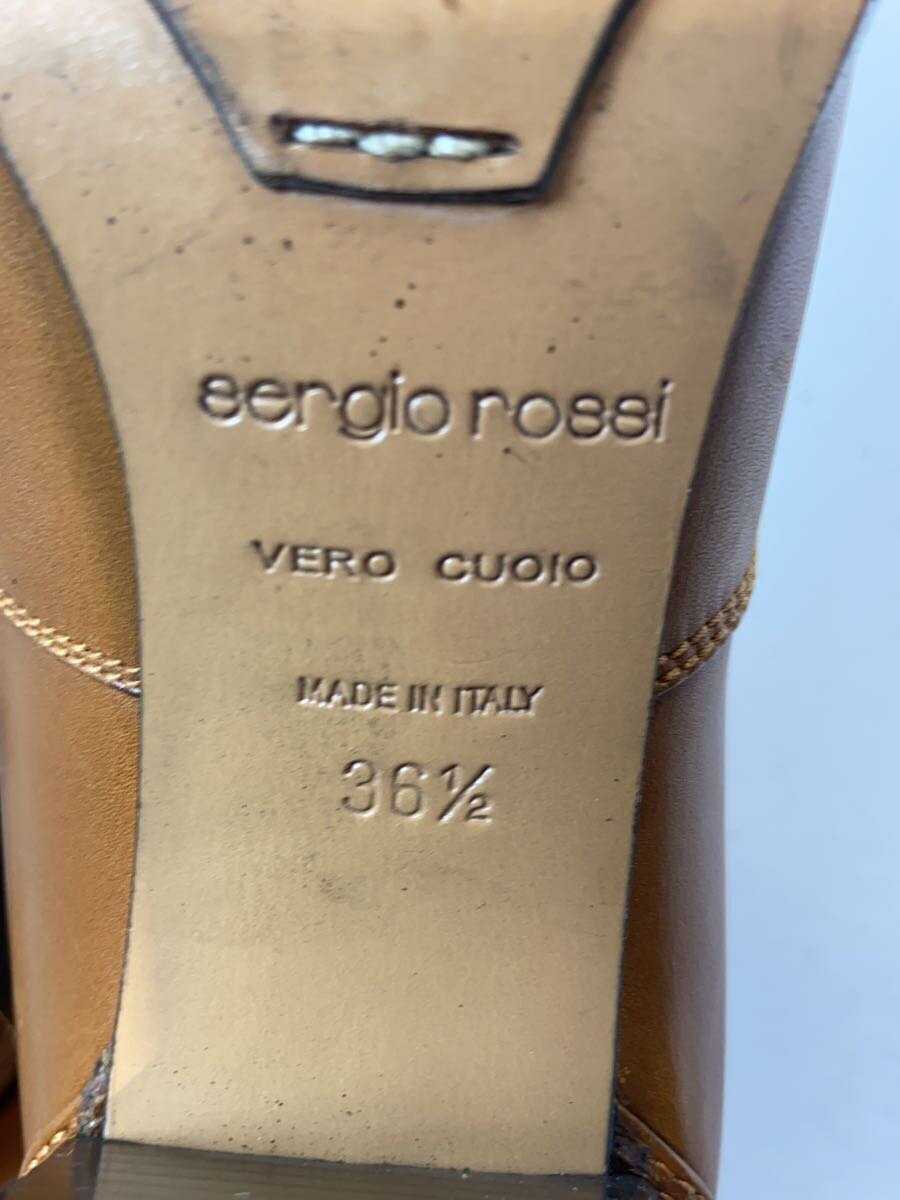 sergio rossi
VERO CUOIO
MADE IN ITALY
36½